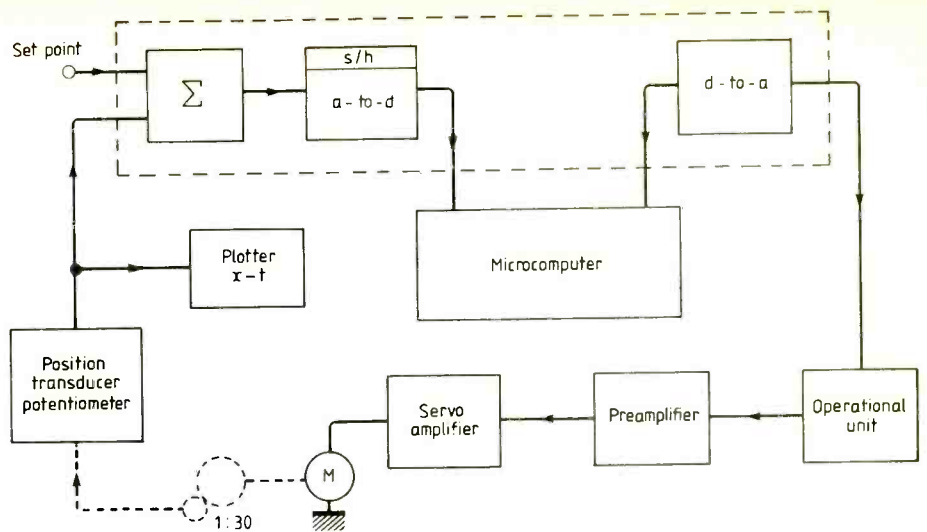 Set point
Σ
s/h
a-to-d
d-to-a
Plotter
x-t
Microcomputer
Position
transducer
potentiometer
Servo
amplifier
Preamplifier
Operational
unit
M
1:30